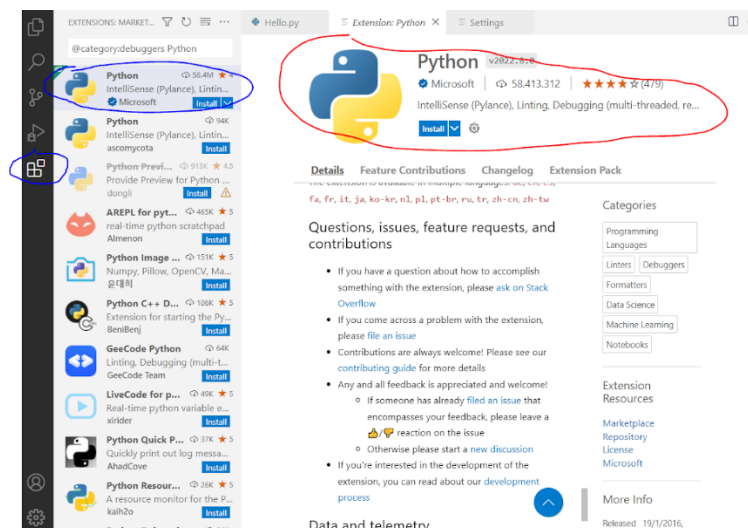 EXTENSIONS: MARKET...
@category:debuggers Python
Python 58.4M ★ 4
IntelliSense (Pylance), Lintin...
Microsoft Install
Python 94K
IntelliSense (Pylance), Lintin...
ascomycota Install
Python Previ... 913K ★ 4.5
Provide Preview for Python ...
dongli Install
AREPL for pyt... 465K ★ 5
real-time python scratchpad
Almenon Install
Python Image ... 151K ★ 5
Numpy, Pillow, OpenCV, Ma...
윤대희 Install
Python C++ D... 106K ★ 5
Extension for starting the Py...
BeniBenj Install
GeeCode Python 64K
Linting, Debugging (multi-t...
GeeCode Team Install
LiveCode for p... 49K ★ 5
Real-time python variable e...
xirider Install
Python Quick P... 37K ★ 5
Quickly print out log messa...
AhadCove Install
Python Resour... 26K ★ 5
A resource monitor for the P...
kaih2o Install
Hello.py
Extension: Python
Settings
Python v2022.8.0
Microsoft | 58.413.312 | ★★★★☆ (479)
IntelliSense (Pylance), Linting, Debugging (multi-threaded, re...
Install
Details Feature Contributions Changelog Extension Pack
fa, fr, it, ja, ko-kr, nl, pl, pt-br, ru, tr, zh-cn, zh-tw
Questions, issues, feature requests, and
contributions
If you have a question about how to accomplish
something with the extension, please ask on Stack
Overflow
If you come across a problem with the extension,
please file an issue
Contributions are always welcome! Please see our
contributing guide for more details
Any and all feedback is appreciated and welcome!
If someone has already filed an issue that
encompasses your feedback, please leave a
👍/👎 reaction on the issue
Otherwise please start a new discussion
If you're interested in the development of the
extension, you can read about our development
process
Data and telemetry
Categories
Programming
Languages
Linters Debuggers
Formatters
Data Science
Machine Learning
Notebooks
Extension
Resources
Marketplace
Repository
License
Microsoft
More Info
Released 19/1/2016,